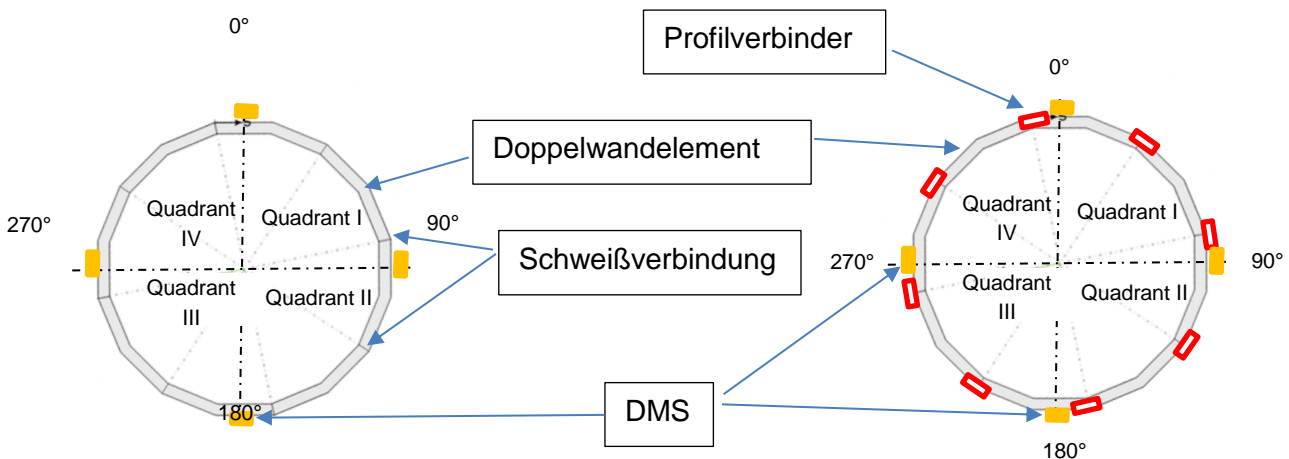 0°
Profilverbinder
0°
S
S
Doppelwandelement
Quadrant
IV
Quadrant I
270°
90°
Quadrant
IV
Quadrant I
Schweißverbindung
270°
90°
Quadrant
III
Quadrant II
Quadrant
III
Quadrant II
180°
DMS
180°